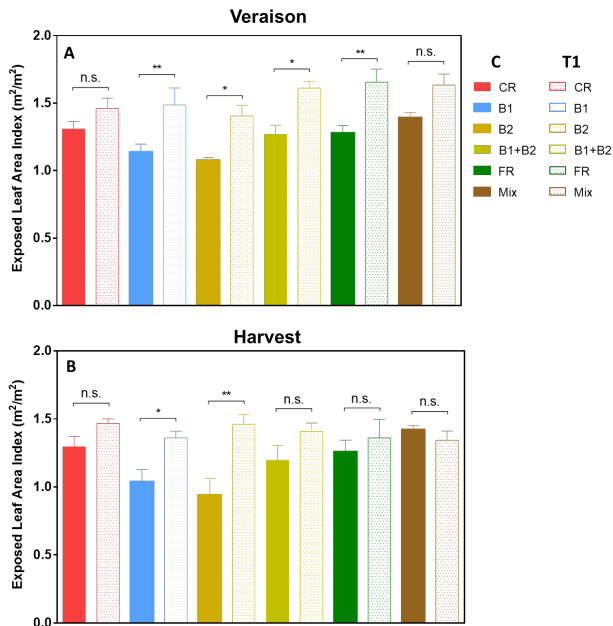 Veraison
A
Exposed Leaf Area Index (m²/m²)
2.0
1.5
1.0
0.5
0.0
n.s.
**
*
*
**
n.s.
C T1
CR CR
B1 B1
B2 B2
B1+B2 B1+B2
FR FR
Mix Mix
Harvest
B
Exposed Leaf Area Index (m²/m²)
2.0
1.5
1.0
0.5
0.0
n.s.
*
**
n.s.
n.s.
n.s.